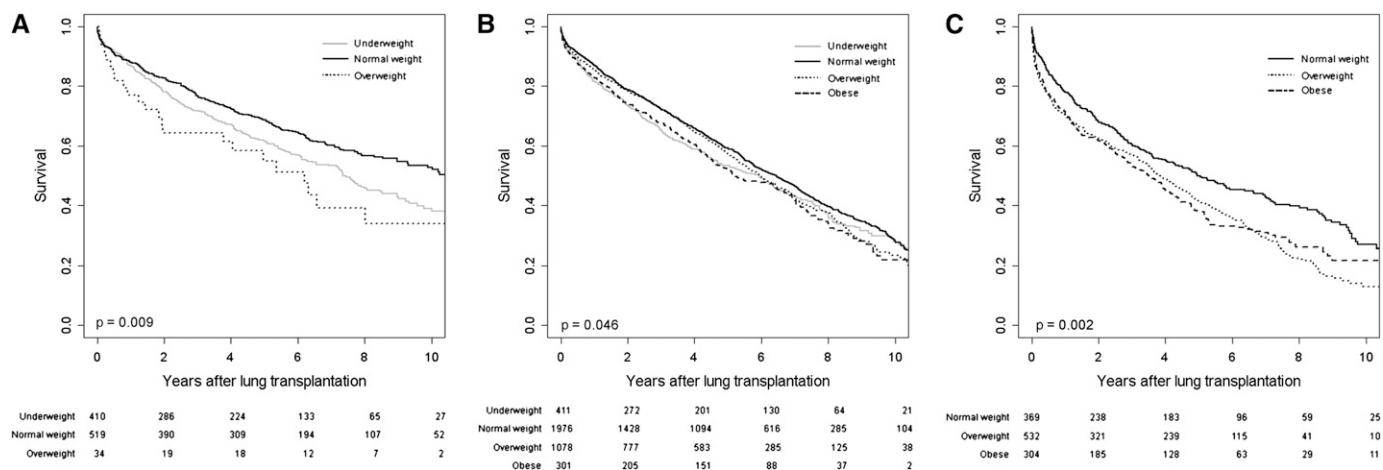 A
Survival
1.0
0.8
0.6
0.4
0.2
0.0
Underweight
Normal weight
Overweight
p = 0.009
0 2 4 6 8 10
Years after lung transplantation
Underweight 410 286 224 133 65 27
Normal weight 519 390 309 194 107 52
Overweight 34 19 18 12 7 2
B
Survival
1.0
0.8
0.6
0.4
0.2
0.0
Underweight
Normal weight
Overweight
Obese
p = 0.046
0 2 4 6 8 10
Years after lung transplantation
Underweight 411 272 201 130 64 21
Normal weight 1976 1428 1094 616 285 104
Overweight 1078 777 583 285 125 38
Obese 301 205 151 88 37 2
C
Survival
1.0
0.8
0.6
0.4
0.2
0.0
Normal weight
Overweight
Obese
p = 0.002
0 2 4 6 8 10
Years after lung transplantation
Normal weight 369 238 183 96 59 25
Overweight 532 321 239 115 41 10
Obese 304 185 128 63 29 11